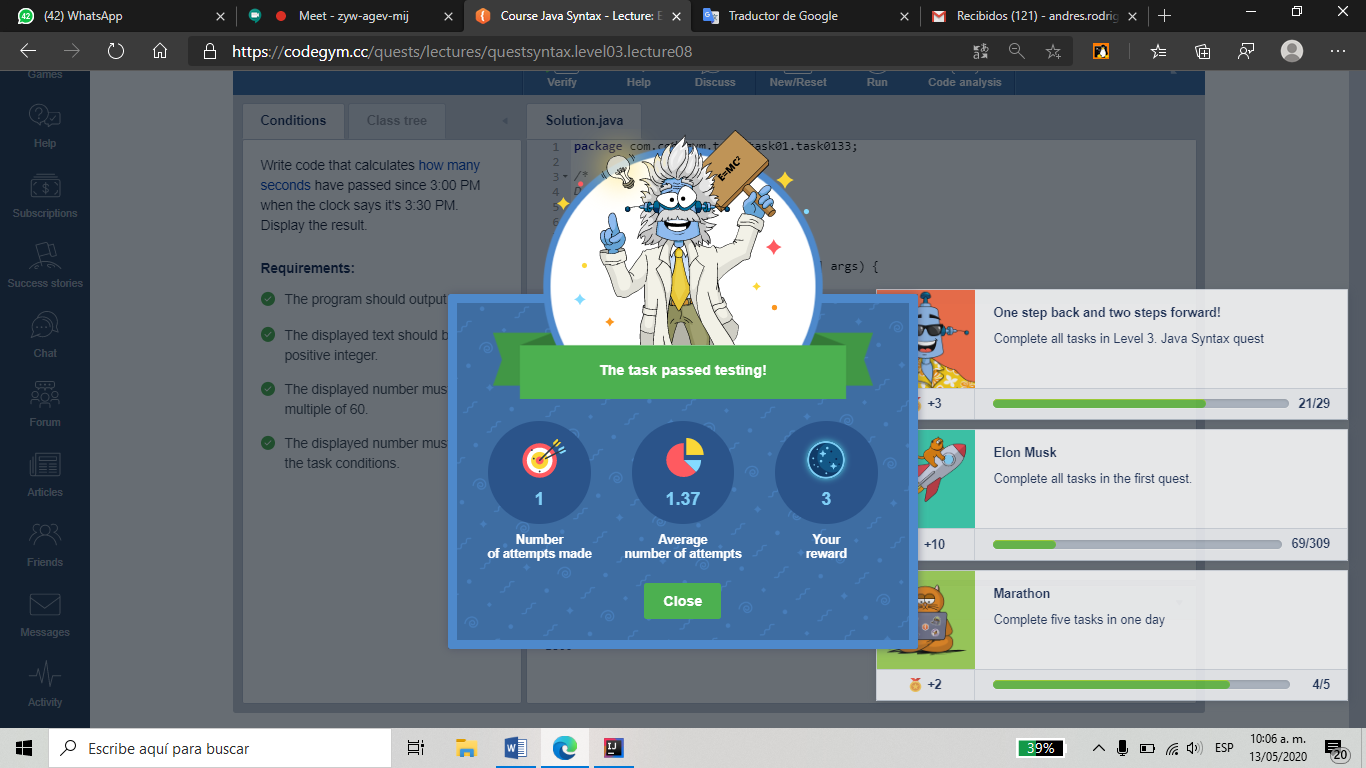 (42) WhatsApp
Meet - zyw-agev-mij
Course Java Syntax - Lecture: E
Traductor de Google
Recibidos (121) - andres.rodrig
https://codegym.cc/quests/lectures/questsyntax.level03.lecture08
Games
Help
Subscriptions
Success stories
Chat
Forum
Articles
Friends
Messages
Activity
Verify Help Discuss New/Reset Run Code analysis
Conditions Class tree
Write code that calculates how many
seconds have passed since 3:00 PM
when the clock says it's 3:30 PM.
Display the result.
Requirements:
The program should output
The displayed text should b
positive integer.
The displayed number mus
multiple of 60.
The displayed number mus
the task conditions.
Solution.java
1 package com.codegym.task.task01.task0133;
2
3 /*
4
args) {
E=MC²
The task passed testing!
1
Number
of attempts made
1.37
Average
number of attempts
3
Your
reward
Close
One step back and two steps forward!
Complete all tasks in Level 3. Java Syntax quest
+3 21/29
Elon Musk
Complete all tasks in the first quest.
+10 69/309
Marathon
Complete five tasks in one day
+2 4/5
Escribe aquí para buscar
39%
ESP
10:06 a. m.
13/05/2020
20